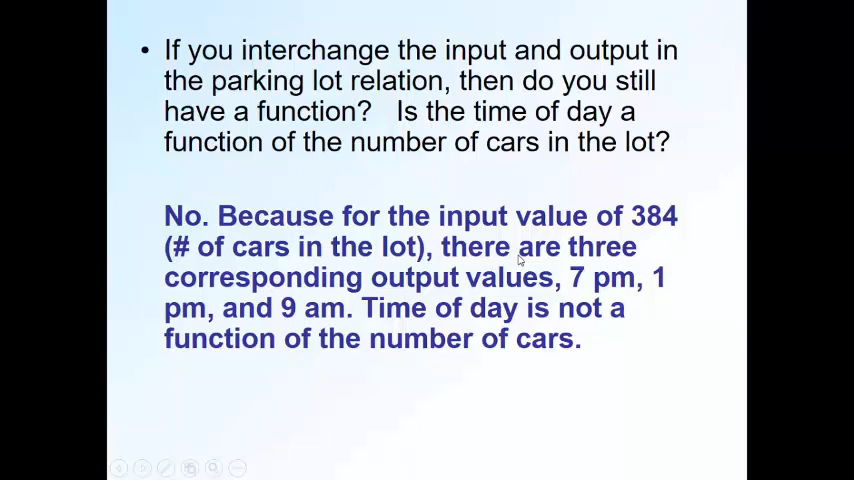 • If you interchange the input and output in
the parking lot relation, then do you still
have a function? Is the time of day a
function of the number of cars in the lot?
No. Because for the input value of 384
(# of cars in the lot), there are three
corresponding output values, 7 pm, 1
pm, and 9 am. Time of day is not a
function of the number of cars.